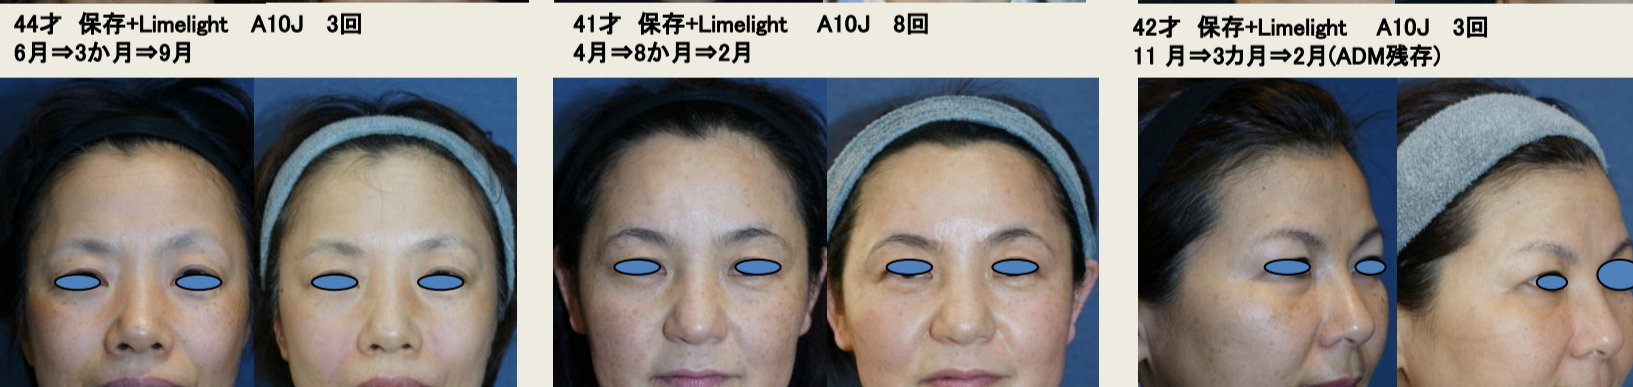 44才　保存+Limelight　A10J　3回
6月⇒3か月⇒9月
41才　保存+Limelight　A10J　8回
4月⇒8か月⇒2月
42才　保存+Limelight　A10J　3回
11 月⇒3カ月⇒2月(ADM残存)